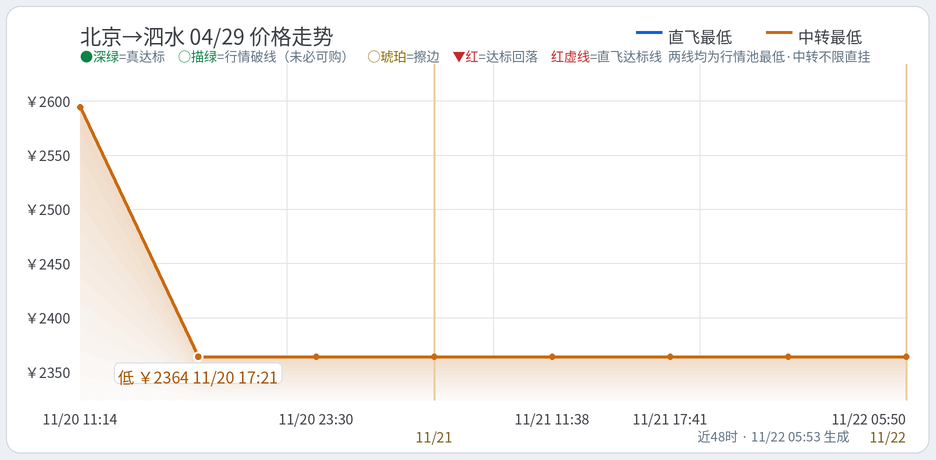 北京→泗水 04/29 价格走势
直飞最低 中转最低
●深绿=真达标 ○描绿=行情破线（未必可购） ○琥珀=擦边 ▼红=达标回落 红虚线=直飞达标线 两线均为行情池最低·中转不限直挂
￥2600
￥2550
￥2500
￥2450
￥2400
￥2350
低 ￥2364 11/20 17:21
11/20 11:14 11/20 23:30 11/21 11:38 11/21 17:41 11/22 05:50
11/21 近48时 · 11/22 05:53 生成 11/22